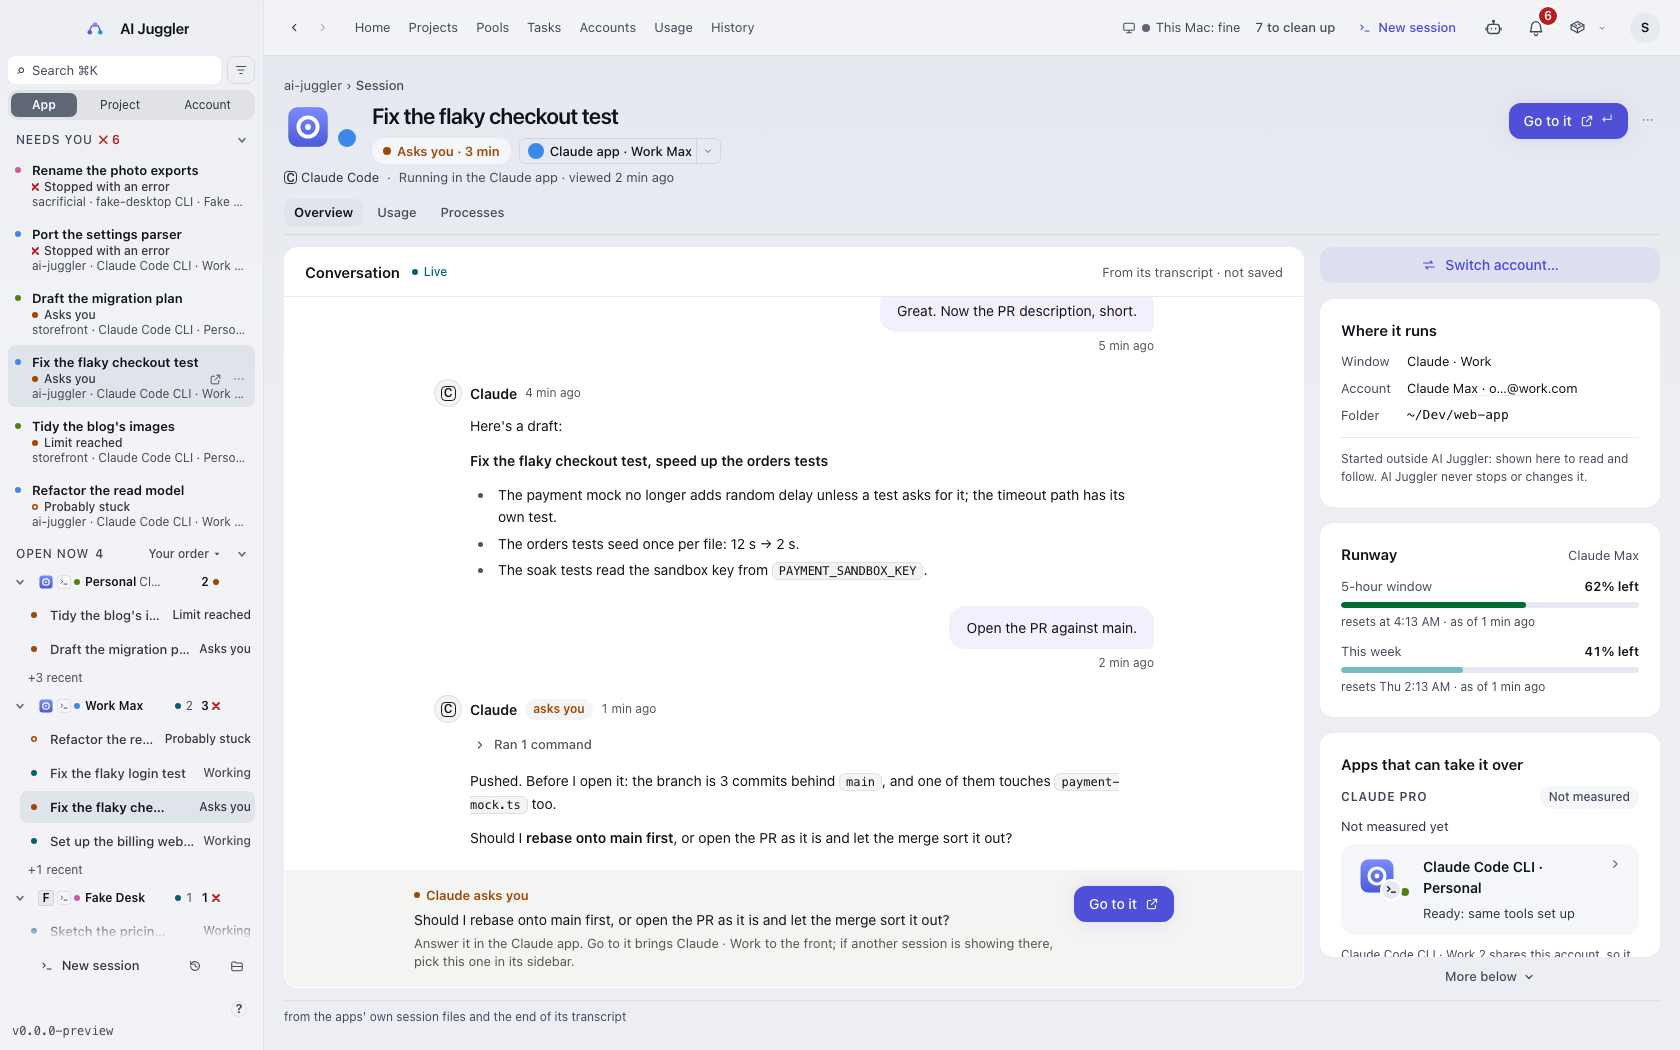 AI Juggler
Search ⌘K
App
Project
Account
NEEDS YOU 6
Rename the photo exports
Stopped with an error
sacrificial · fake-desktop CLI · Fake ...
Port the settings parser
Stopped with an error
ai-juggler · Claude Code CLI · Work ...
Draft the migration plan
Asks you
storefront · Claude Code CLI · Perso...
Fix the flaky checkout test
Asks you
ai-juggler · Claude Code CLI · Work ...
Tidy the blog's images
Limit reached
storefront · Claude Code CLI · Perso...
Refactor the read model
Probably stuck
ai-juggler · Claude Code CLI · Work ...
OPEN NOW 4
Your order
Personal Cl... 2
Tidy the blog's i... Limit reached
Draft the migration p... Asks you
+3 recent
Work Max 2 3
Refactor the re... Probably stuck
Fix the flaky login test Working
Fix the flaky che... Asks you
Set up the billing web... Working
+1 recent
F Fake Desk 1 1
Sketch the pricin... Working
New session
?
v0.0.0-preview
Home
Projects
Pools
Tasks
Accounts
Usage
History
This Mac: fine
7 to clean up
New session
6
S
ai-juggler › Session
Fix the flaky checkout test
Asks you · 3 min
Claude app · Work Max
Go to it
C Claude Code · Running in the Claude app · viewed 2 min ago
Overview
Usage
Processes
Conversation
Live
From its transcript · not saved
Great. Now the PR description, short.
5 min ago
C Claude 4 min ago
Here's a draft:
Fix the flaky checkout test, speed up the orders tests
The payment mock no longer adds random delay unless a test asks for it; the timeout path has its
own test.
The orders tests seed once per file: 12 s → 2 s.
The soak tests read the sandbox key from PAYMENT_SANDBOX_KEY.
Open the PR against main.
2 min ago
C Claude asks you 1 min ago
Ran 1 command
Pushed. Before I open it: the branch is 3 commits behind main, and one of them touches payment-
mock.ts too.
Should I rebase onto main first, or open the PR as it is and let the merge sort it out?
Claude asks you
Should I rebase onto main first, or open the PR as it is and let the merge sort it out?
Answer it in the Claude app. Go to it brings Claude · Work to the front; if another session is showing there,
pick this one in its sidebar.
Go to it
Switch account...
Where it runs
Window Claude · Work
Account Claude Max · o...@work.com
Folder ~/Dev/web-app
Started outside AI Juggler: shown here to read and
follow. AI Juggler never stops or changes it.
Runway
Claude Max
5-hour window 62% left
resets at 4:13 AM · as of 1 min ago
This week 41% left
resets Thu 2:13 AM · as of 1 min ago
Apps that can take it over
CLAUDE PRO
Not measured
Not measured yet
Claude Code CLI ·
Personal
Ready: same tools set up
Claude Code CLI · Work 2 shares this account, so it
More below
from the apps' own session files and the end of its transcript